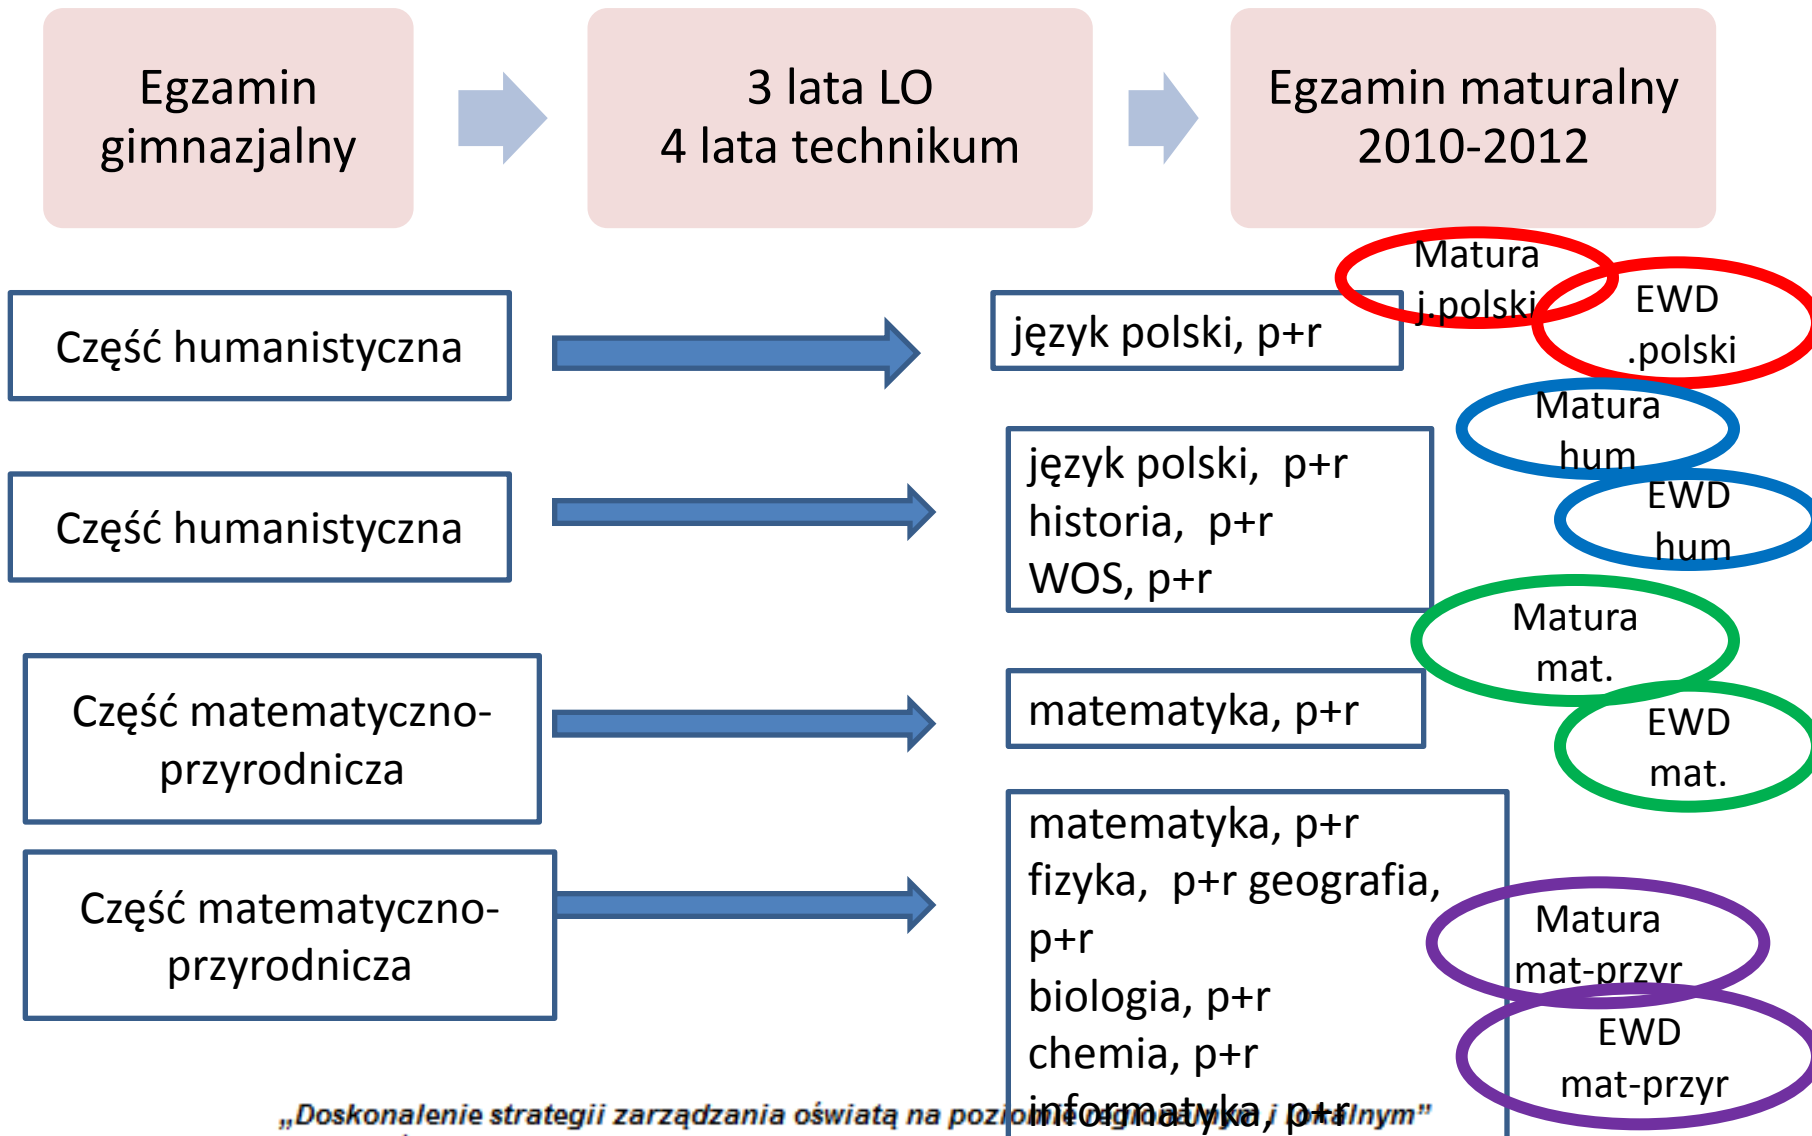 Egzamin
gimnazjalny
3 lata LO
4 lata technikum
Egzamin maturalny
2010-2012
Część humanistyczna
język polski, p+r
Matura
j.polski
EWD
.polski
Część humanistyczna
język polski,  p+r
historia,  p+r
WOS, p+r
Matura
hum
EWD
hum
Część matematyczno-
przyrodnicza
matematyka, p+r
Matura
mat.
EWD
mat.
Część matematyczno-
przyrodnicza
matematyka, p+r
fizyka,  p+r geografia,
p+r
biologia, p+r
chemia, p+r
informatyka, p+r
Matura
mat-przyr
EWD
mat-przyr
„Doskonalenie strategii zarządzania oświatą na poziomie regionalnym i lokalnym”